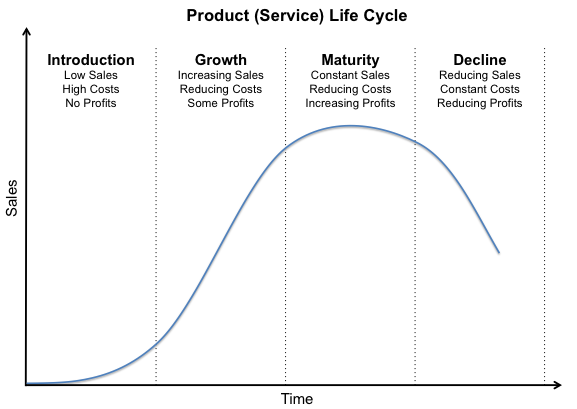 Product (Service) Life Cycle
Introduction
Low Sales
High Costs
No Profits
Growth
Increasing Sales
Reducing Costs
Some Profits
Maturity
Constant Sales
Reducing Costs
Increasing Profits
Decline
Reducing Sales
Constant Costs
Reducing Profits
Sales
Time